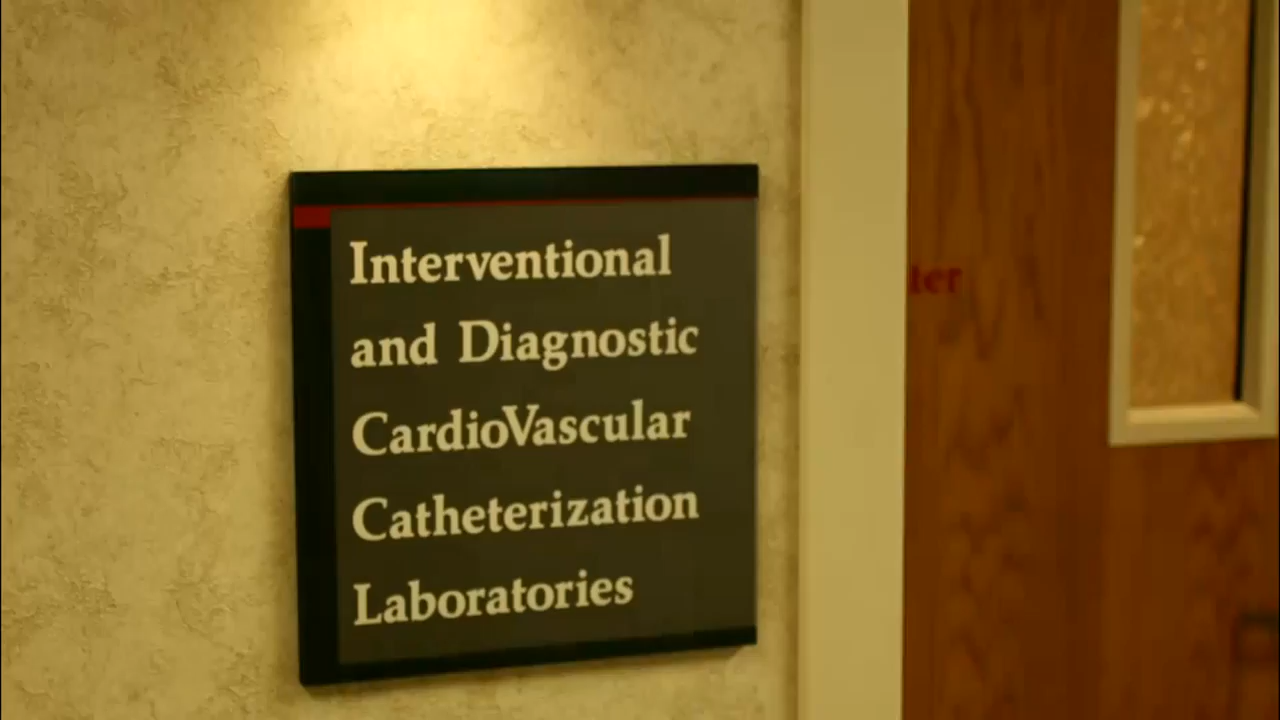 Interventional
and Diagnostic
CardioVascular
Catheterization
Laboratories